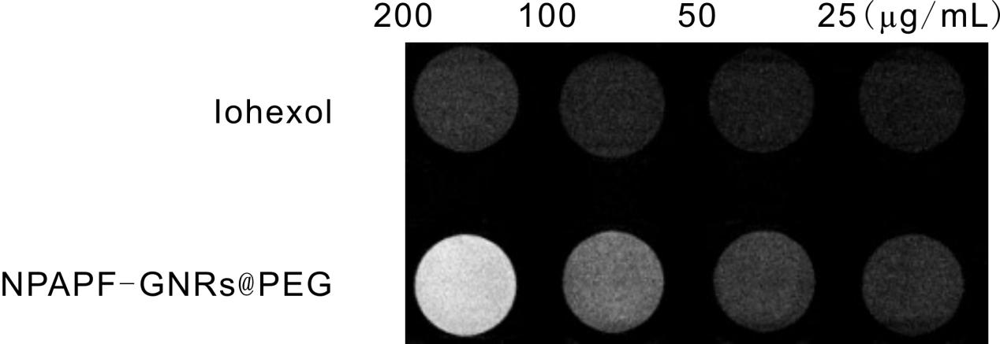 200 100 50 25(μg/mL)
Iohexol
NPAPF-GNRs@PEG